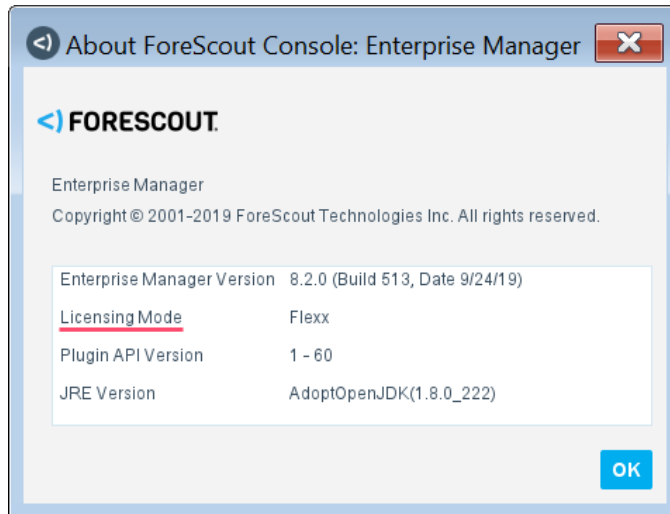 About ForeScout Console: Enterprise Manager
FORESCOUT.
Enterprise Manager
Copyright © 2001-2019 ForeScout Technologies Inc. All rights reserved.
Enterprise Manager Version 8.2.0 (Build 513, Date 9/24/19)
Licensing Mode Flexx
Plugin API Version 1 - 60
JRE Version AdoptOpenJDK(1.8.0_222)
OK